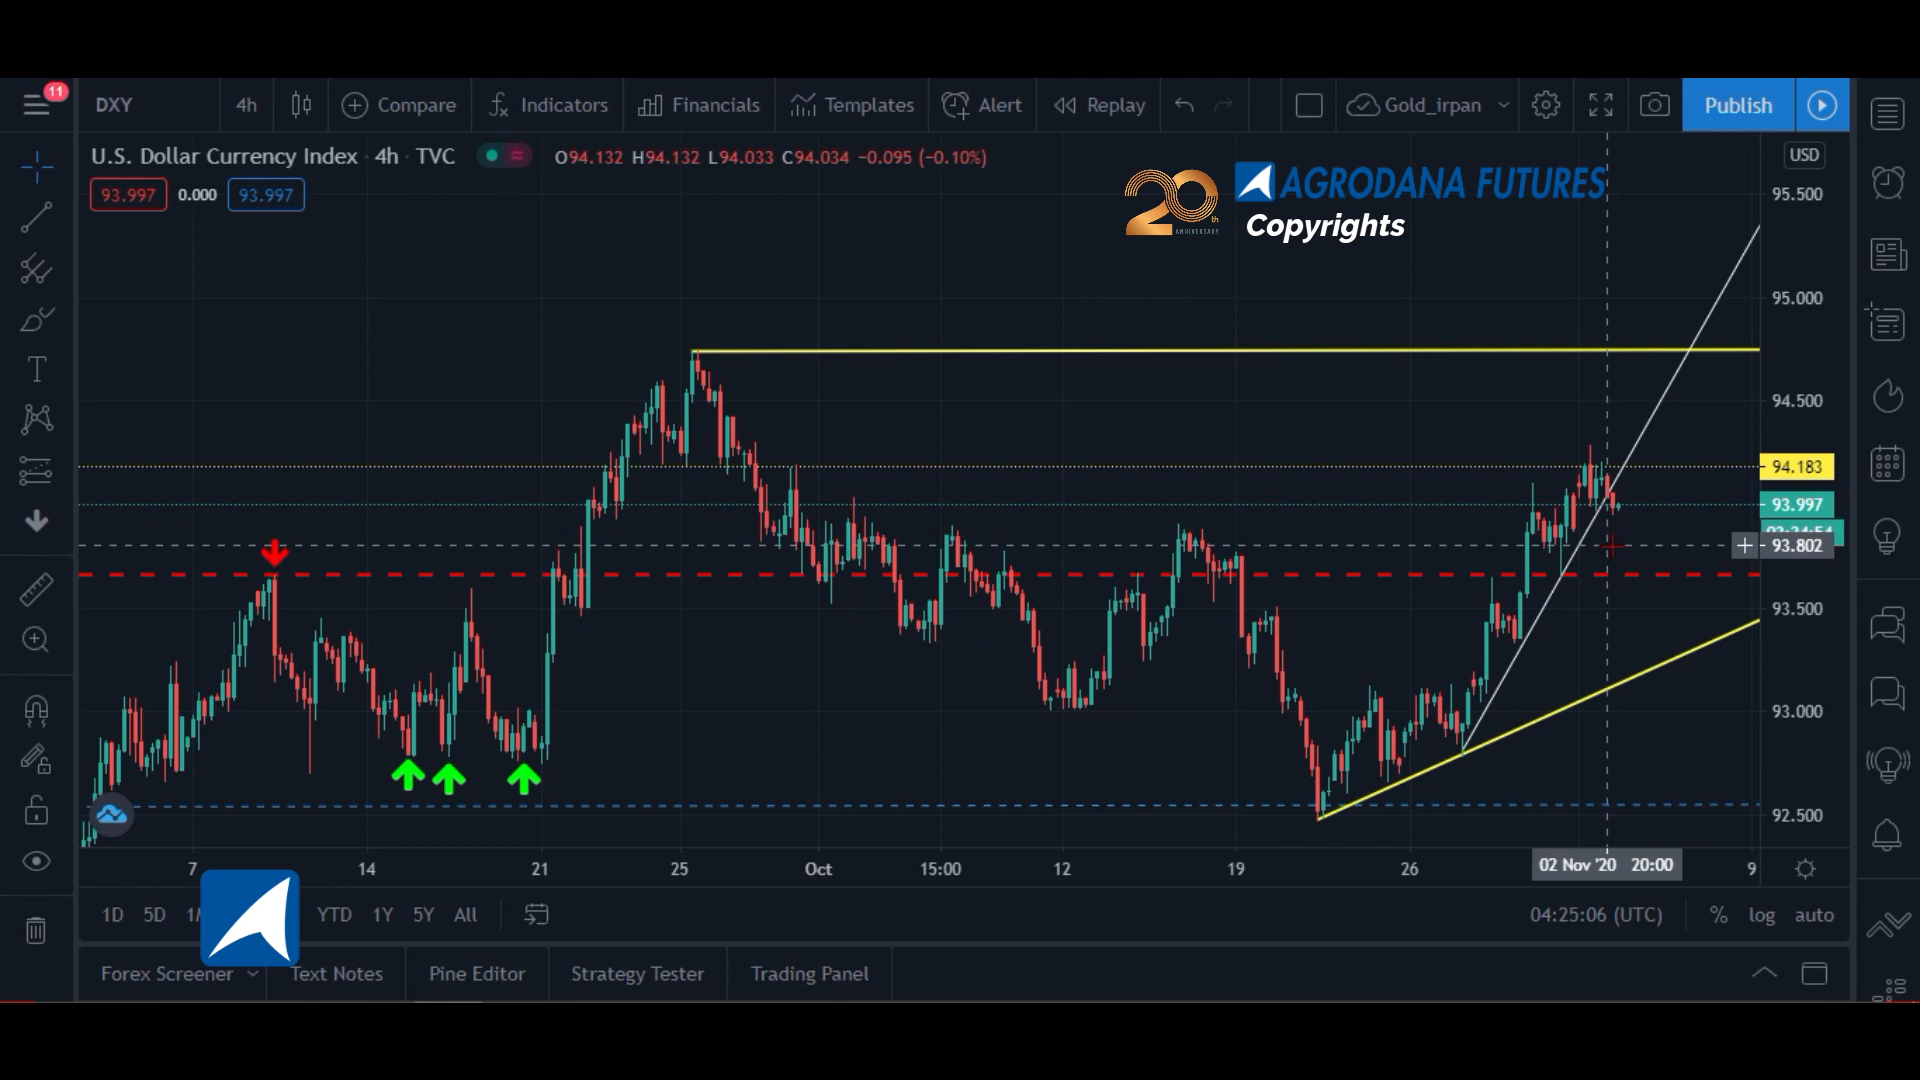 11
DXY
4h
Compare
Indicators
Financials
Templates
Alert
Replay
Gold_irpan
Publish
U.S. Dollar Currency Index · 4h · TVC
O94.132 H94.132 L94.033 C94.034 −0.095 (−0.10%)
93.997 0.000 93.997
20th
ANNIVERSARY
AGRODANA FUTURES
Copyrights
USD
95.500
95.000
94.500
94.183
93.997
93.802
93.500
93.000
92.500
7 14 21 25 Oct 15:00 12 19 26 02 Nov '20 20:00 9
1D 5D YTD 1Y 5Y All
04:25:06 (UTC) % log auto
Forex Screener Text Notes Pine Editor Strategy Tester Trading Panel